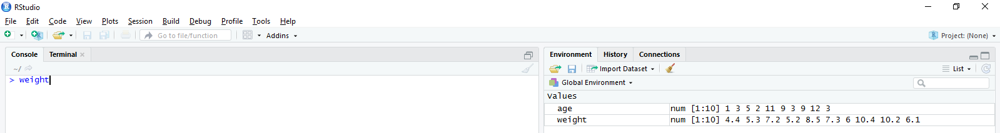 RStudio
File Edit Code View Plots Session Build Debug Profile Tools Help
Go to file/function Addins Project: (None)
Console Terminal
~/
> weight
Environment History Connections
Import Dataset List
Global Environment
Values
age num [1:10] 1 3 5 2 11 9 3 9 12 3
weight num [1:10] 4.4 5.3 7.2 5.2 8.5 7.3 6 10.4 10.2 6.1